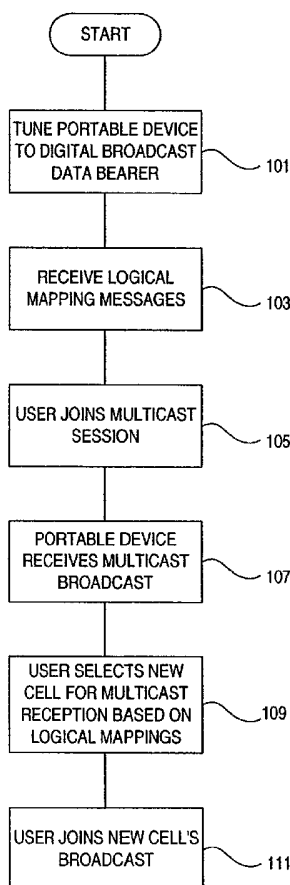 START
TUNE PORTABLE DEVICE
TO DIGITAL BROADCAST
DATA BEARER
101
RECEIVE LOGICAL
MAPPING MESSAGES
103
USER JOINS MULTICAST
SESSION
105
PORTABLE DEVICE
RECEIVES MULTICAST
BROADCAST
107
USER SELECTS NEW
CELL FOR MULTICAST
RECEPTION BASED ON
LOGICAL MAPPINGS
109
USER JOINS NEW CELL'S
BROADCAST
111